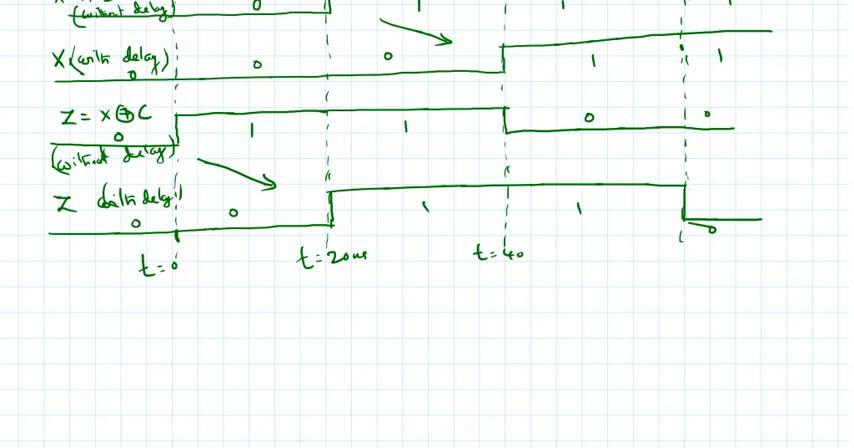 (without delay) 0 1 1 1
X (with delay)
0 0 0 1 1
Z = X ⊕ C
0 1 1 0 0
(without delay)
Z (with delay)
0 0 1 1 0
t=0 t=20ns t=40